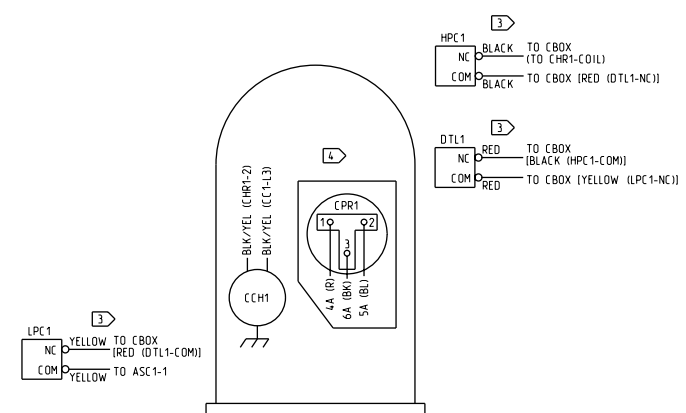 3
HPC1
NC
BLACK
TO CBOX
(TO CHR1-COIL)
COM
BLACK
TO CBOX [RED (DTL1-NC)]
3
DTL1
NC
RED
TO CBOX
[BLACK (HPC1-COM)]
COM
RED
TO CBOX [YELLOW (LPC1-NC)]
4
BLK/YEL (CHR1-2)
BLK/YEL (CC1-L3)
CPR1
1
2
3
4A (R)
6A (BK)
5A (BL)
CCH1
3
LPC1
NC
YELLOW
TO CBOX
[RED (DTL1-COM)]
COM
YELLOW
TO ASC1-1